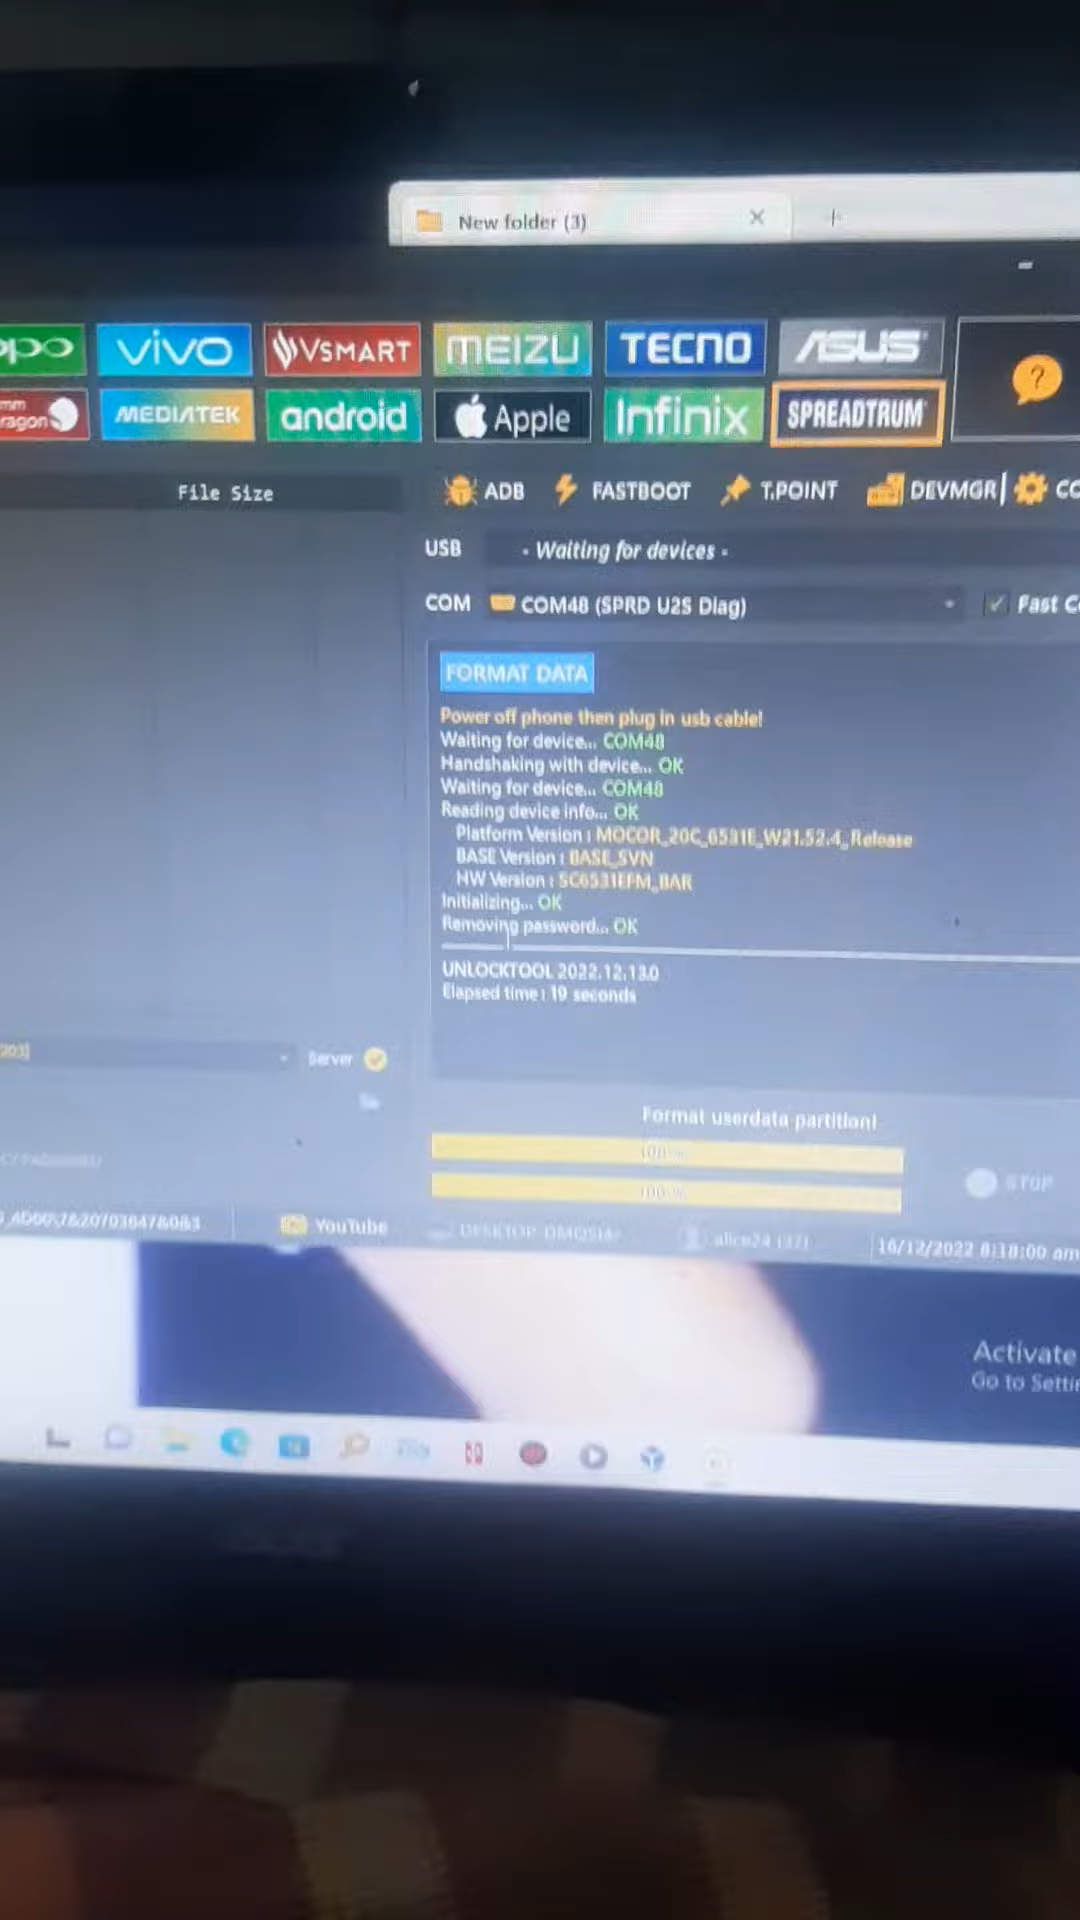 New folder (3)
vivo
VSMART
MEIZU
TECNO
ASUS
MEDIATEK
android
Apple
Infinix
SPREADTRUM
File Size
ADB
FASTBOOT
T.POINT
DEVMGR
USB
- Waiting for devices -
COM
COM48 (SPRD U2S Diag)
Fast
FORMAT DATA
Power off phone then plug in usb cable!
Waiting for device... COM48
Handshaking with device... OK
Waiting for device... COM48
Reading device info... OK
Platform Version : MOCOR_20C_6531E_W21.52.4_Release
BASE Version : BASE_SVN
HW Version : SC6531EFM_BAR
Initializing... OK
Removing password... OK
UNLOCKTOOL 2022.12.13.0
Elapsed time : 19 seconds
Server
Format userdata partition!
100 %
100 %
STOP
YouTube
16/12/2022 8:18:00 am
Activate
Go to